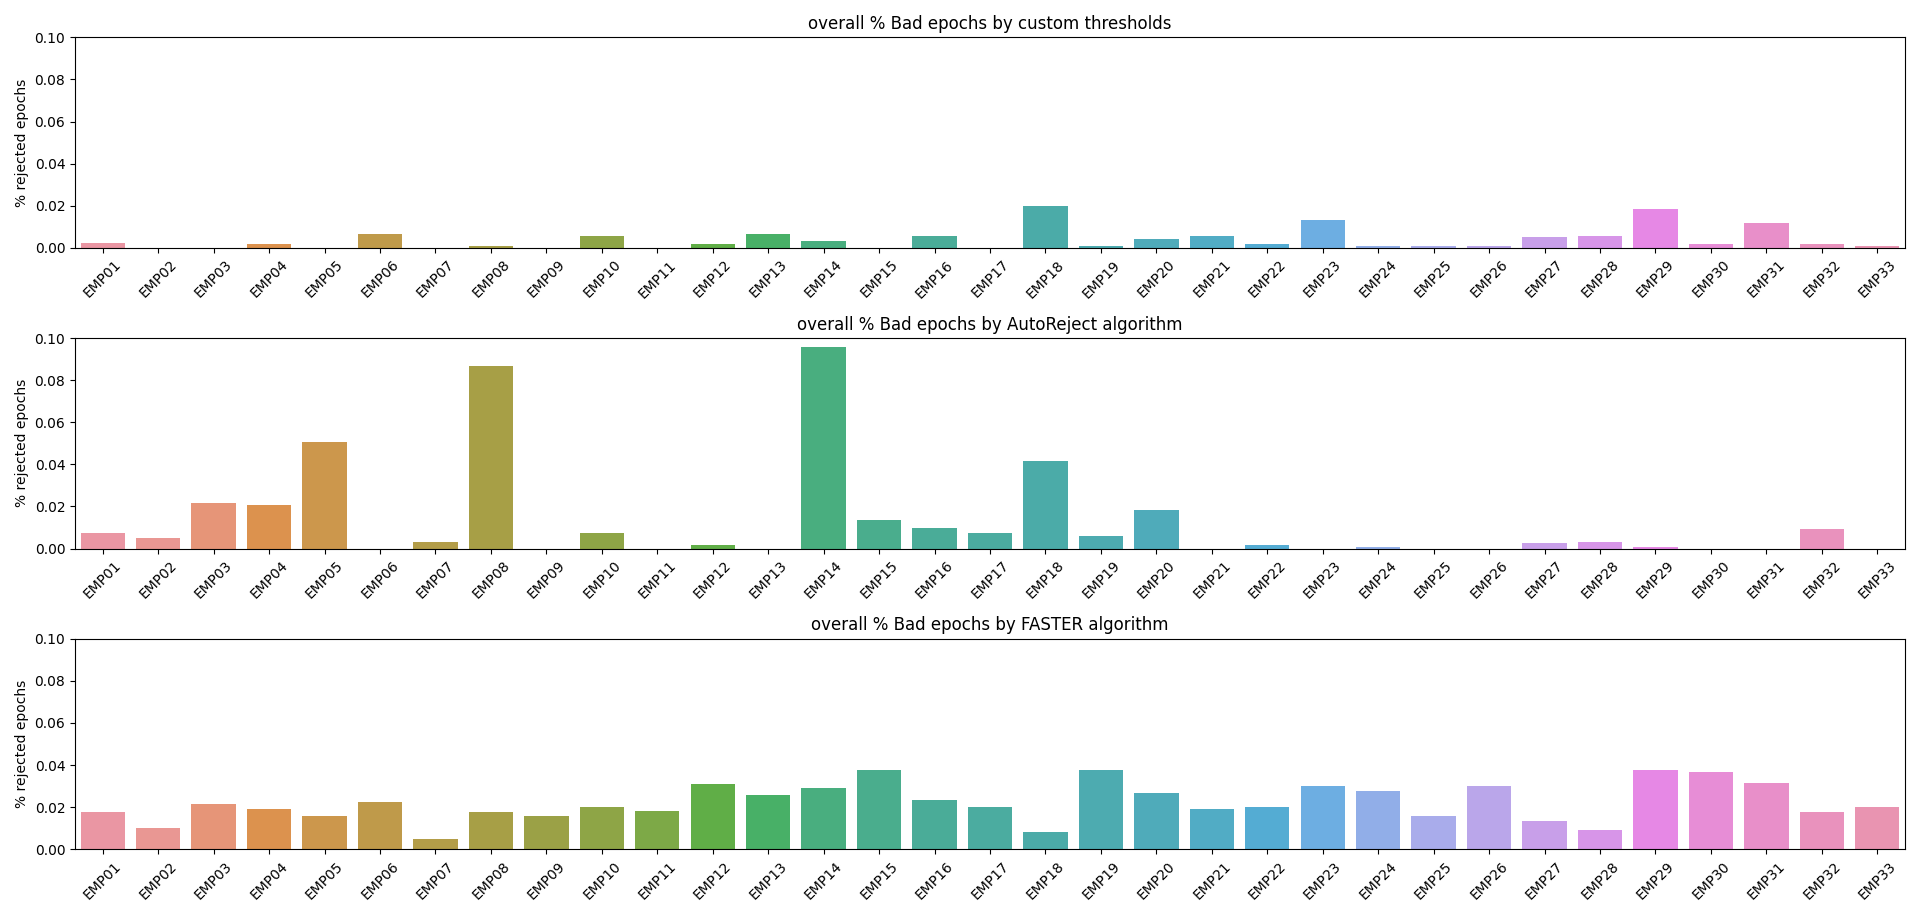 overall % Bad epochs by custom thresholds
% rejected epochs
0.10
0.08
0.06
0.04
0.02
0.00
EMP01 EMP02 EMP03 EMP04 EMP05 EMP06 EMP07 EMP08 EMP09 EMP10 EMP11 EMP12 EMP13 EMP14 EMP15 EMP16 EMP17 EMP18 EMP19 EMP20 EMP21 EMP22 EMP23 EMP24 EMP25 EMP26 EMP27 EMP28 EMP29 EMP30 EMP31 EMP32 EMP33
overall % Bad epochs by AutoReject algorithm
% rejected epochs
0.10
0.08
0.06
0.04
0.02
0.00
EMP01 EMP02 EMP03 EMP04 EMP05 EMP06 EMP07 EMP08 EMP09 EMP10 EMP11 EMP12 EMP13 EMP14 EMP15 EMP16 EMP17 EMP18 EMP19 EMP20 EMP21 EMP22 EMP23 EMP24 EMP25 EMP26 EMP27 EMP28 EMP29 EMP30 EMP31 EMP32 EMP33
overall % Bad epochs by FASTER algorithm
% rejected epochs
0.10
0.08
0.06
0.04
0.02
0.00
EMP01 EMP02 EMP03 EMP04 EMP05 EMP06 EMP07 EMP08 EMP09 EMP10 EMP11 EMP12 EMP13 EMP14 EMP15 EMP16 EMP17 EMP18 EMP19 EMP20 EMP21 EMP22 EMP23 EMP24 EMP25 EMP26 EMP27 EMP28 EMP29 EMP30 EMP31 EMP32 EMP33